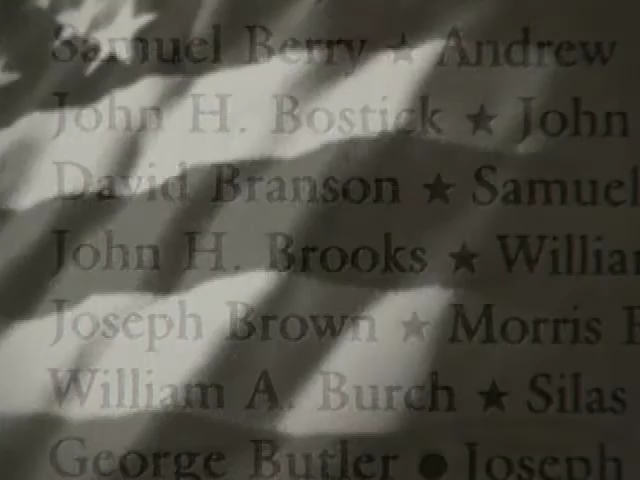 Samuel Berry ★ Andrew
John H. Bostick ★ John
David Branson ★ Samuel
John H. Brooks ★ William
Joseph Brown ★ Morris
William A. Burch ★ Silas
George Butler ● Joseph